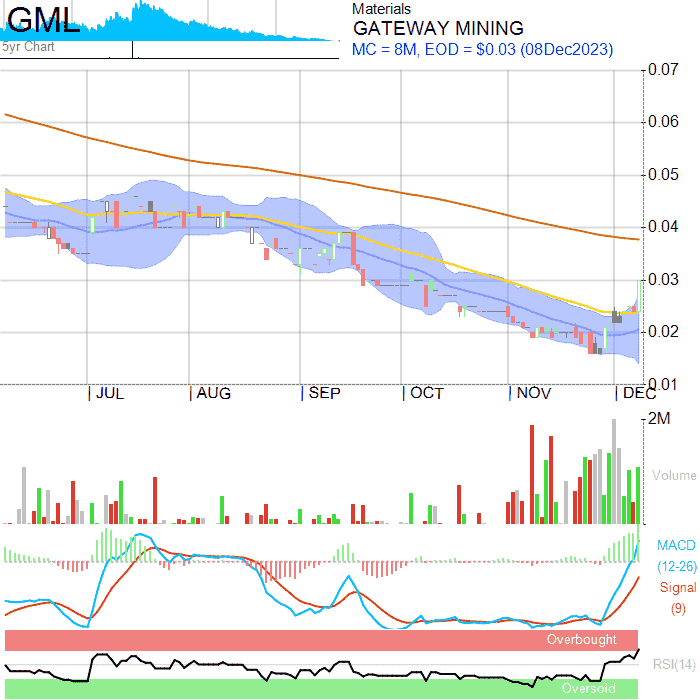 GML
5yr Chart
Materials
GATEWAY MINING
MC = 8M, EOD = $0.03 (08Dec2023)
0.07
0.06
0.05
0.04
0.03
0.02
0.01
JUL AUG SEP OCT NOV DEC
2M
Volume
MACD
(12-26)
Signal
(9)
Overbought
RSI(14)
Oversold